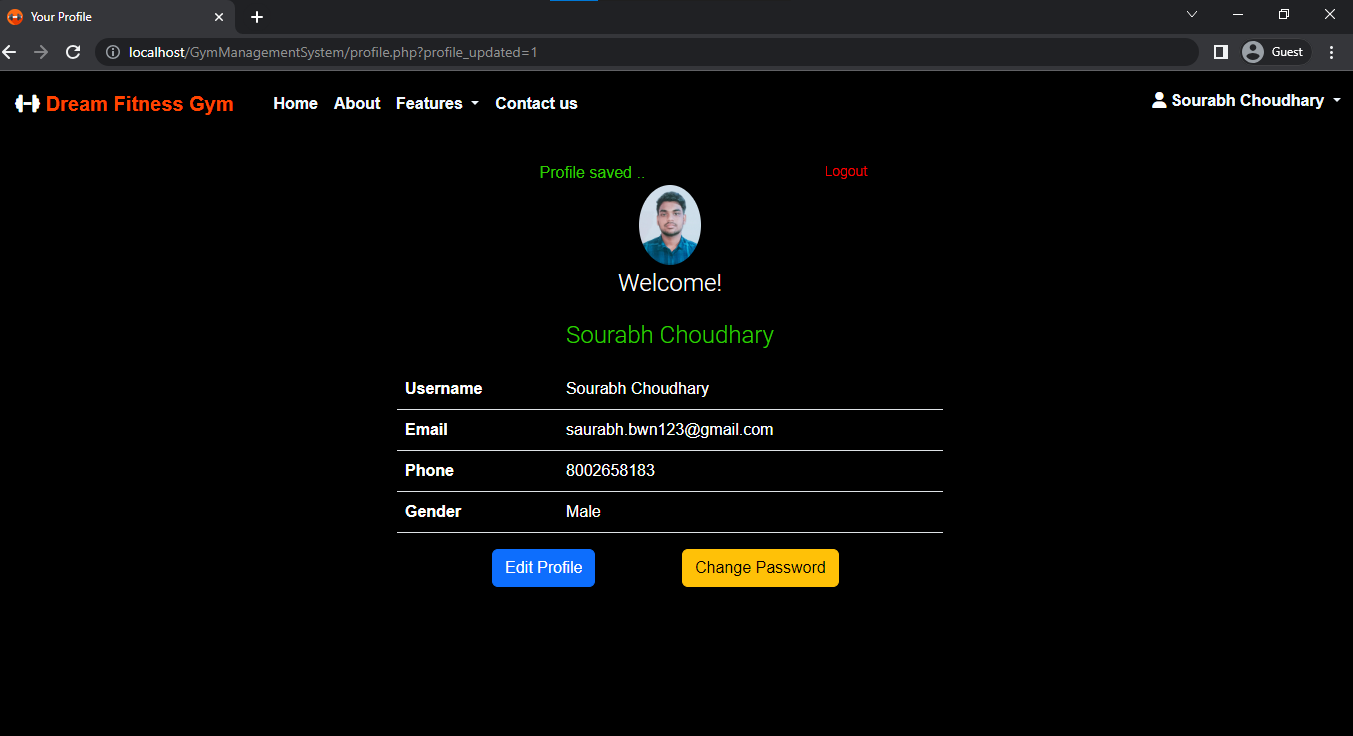 Your Profile
localhost/GymManagementSystem/profile.php?profile_updated=1
Guest
Dream Fitness Gym Home About Features Contact us Sourabh Choudhary
Profile saved .. Logout
Welcome!
Sourabh Choudhary
Username Sourabh Choudhary
Email saurabh.bwn123@gmail.com
Phone 8002658183
Gender Male
Edit Profile Change Password